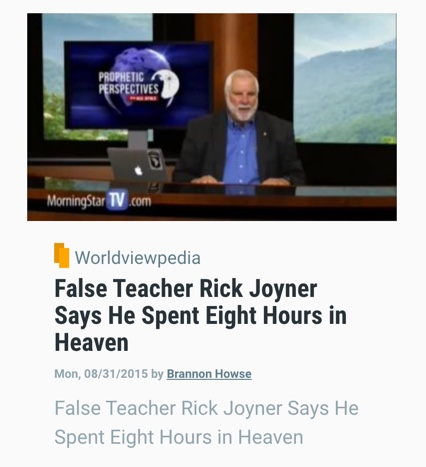 PROPHETIC
PERSPECTIVES
MorningStar TV .com
Worldviewpedia
False Teacher Rick Joyner
Says He Spent Eight Hours in
Heaven
Mon, 08/31/2015 by Brannon Howse
False Teacher Rick Joyner Says He
Spent Eight Hours in Heaven